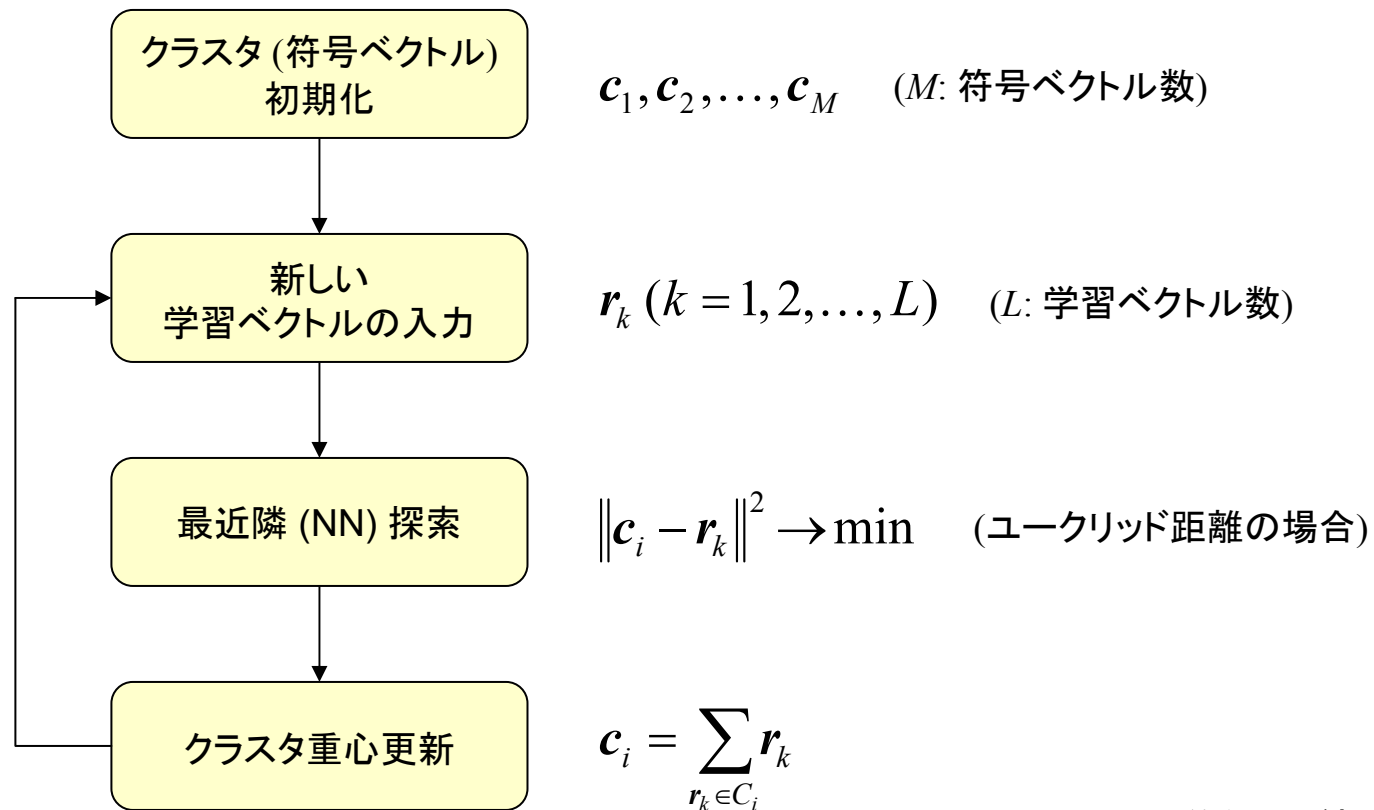 クラスタ (符号ベクトル)
初期化
c₁, c₂, …, c_M (M: 符号ベクトル数)
新しい
学習ベクトルの入力
r_k (k = 1, 2, …, L) (L: 学習ベクトル数)
最近隣 (NN) 探索
‖c_i − r_k‖² → min (ユークリッド距離の場合)
クラスタ重心更新
c_i = ∑_{r_k∈C_i} r_k